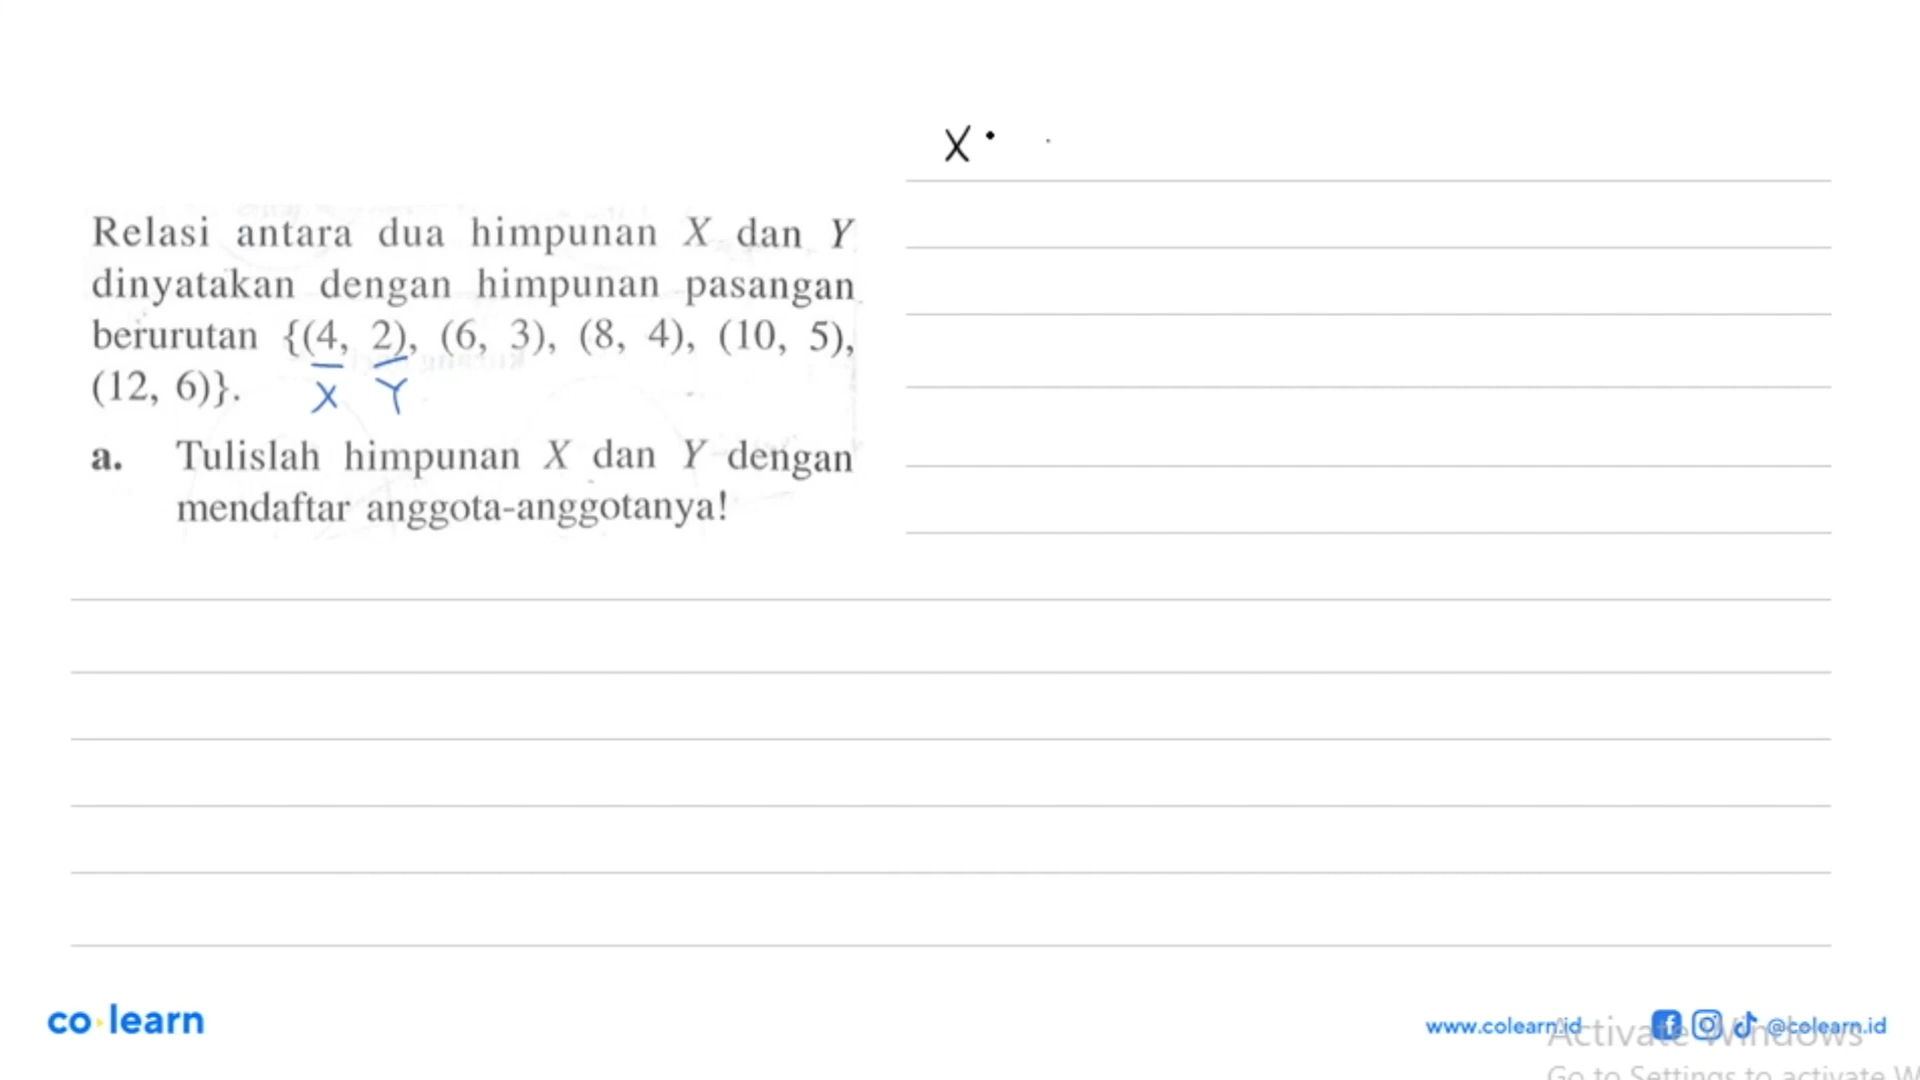 X
Relasi antara dua himpunan X dan Y
dinyatakan dengan himpunan pasangan
berurutan {(4, 2), (6, 3), (8, 4), (10, 5),
(12, 6)}.
X Y
a. Tulislah himpunan X dan Y dengan
mendaftar anggota-anggotanya!
co learn
www.colearn.id
@colearn.id
Activate Windows
Go to Settings to activate W